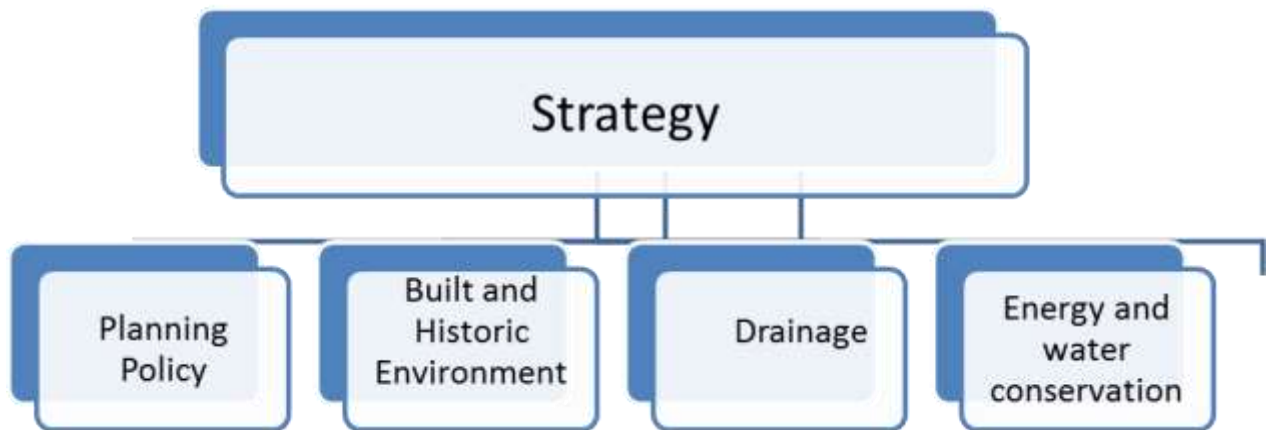 Strategy
Planning
Policy
Built and
Historic
Environment
Drainage
Energy and
water
conservation